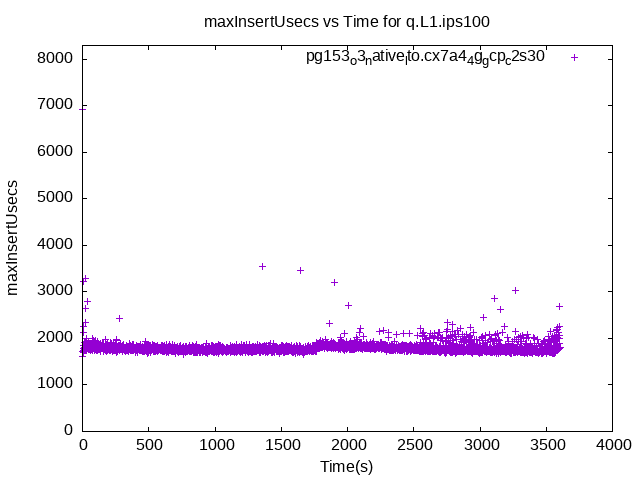 maxInsertUsecs vs Time for q.L1.ips100
pg153_o3_native_lto.cx7a4_4g_gcp_c2s30
maxInsertUsecs
8000
7000
6000
5000
4000
3000
2000
1000
0
0 500 1000 1500 2000 2500 3000 3500 4000
Time(s)